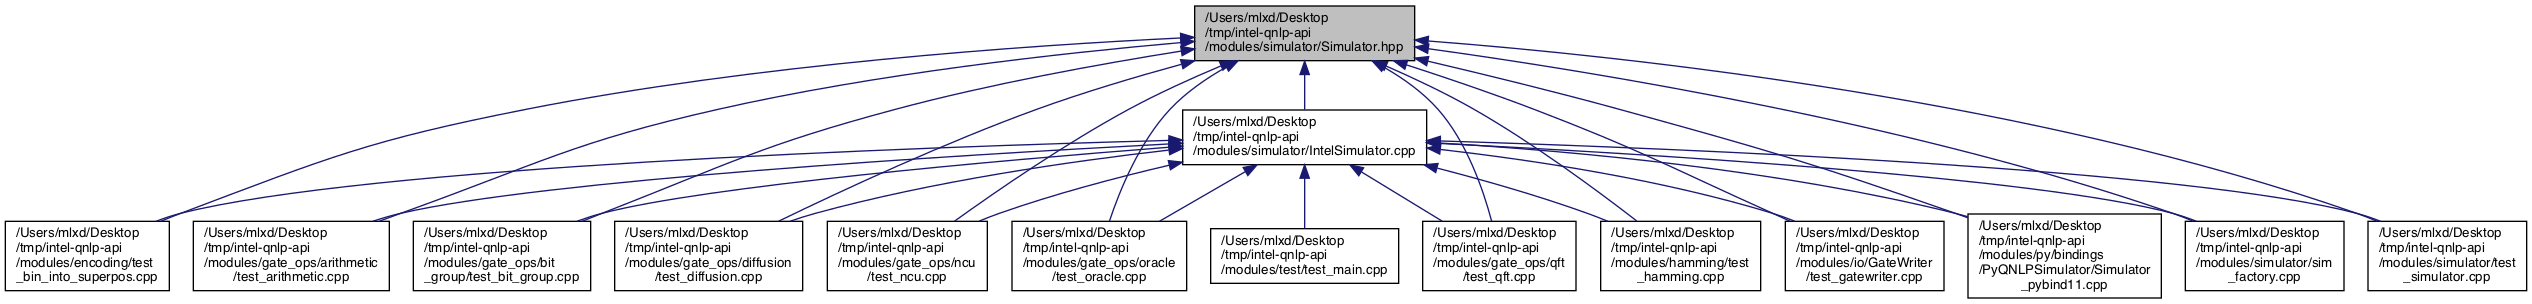 /Users/mlxd/Desktop
/tmp/intel-qnlp-api
/modules/simulator/Simulator.hpp
/Users/mlxd/Desktop
/tmp/intel-qnlp-api
/modules/simulator/IntelSimulator.cpp
/Users/mlxd/Desktop
/tmp/intel-qnlp-api
/modules/encoding/test
_bin_into_superpos.cpp
/Users/mlxd/Desktop
/tmp/intel-qnlp-api
/modules/gate_ops/arithmetic
/test_arithmetic.cpp
/Users/mlxd/Desktop
/tmp/intel-qnlp-api
/modules/gate_ops/bit
_group/test_bit_group.cpp
/Users/mlxd/Desktop
/tmp/intel-qnlp-api
/modules/gate_ops/diffusion
/test_diffusion.cpp
/Users/mlxd/Desktop
/tmp/intel-qnlp-api
/modules/gate_ops/ncu
/test_ncu.cpp
/Users/mlxd/Desktop
/tmp/intel-qnlp-api
/modules/gate_ops/oracle
/test_oracle.cpp
/Users/mlxd/Desktop
/tmp/intel-qnlp-api
/modules/test/test_main.cpp
/Users/mlxd/Desktop
/tmp/intel-qnlp-api
/modules/gate_ops/qft
/test_qft.cpp
/Users/mlxd/Desktop
/tmp/intel-qnlp-api
/modules/hamming/test
_hamming.cpp
/Users/mlxd/Desktop
/tmp/intel-qnlp-api
/modules/io/GateWriter
/test_gatewriter.cpp
/Users/mlxd/Desktop
/tmp/intel-qnlp-api
/modules/py/bindings
/PyQNLPSimulator/Simulator
_pybind11.cpp
/Users/mlxd/Desktop
/tmp/intel-qnlp-api
/modules/simulator/sim
_factory.cpp
/Users/mlxd/Desktop
/tmp/intel-qnlp-api
/modules/simulator/test
_simulator.cpp